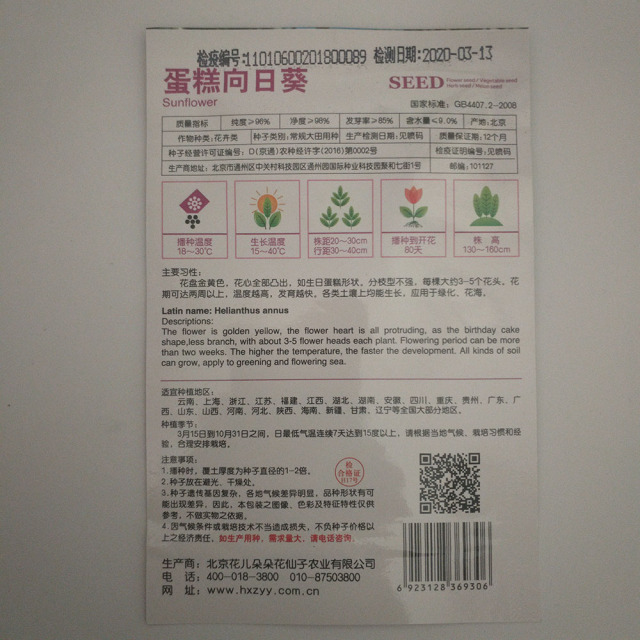 检疫编号:11010600201800089 检测日期:2020-03-13
蛋糕向日葵
Sunflower
SEED Flower seed / Vegetable seed
Herb seed / Meun seed
国家标准：GB4407.2-2008
质量指标 纯度≥96% 净度≥98% 发芽率≥85% 含水量<9.0% 产地:北京
作物种类:花卉类 种子类别:常规大田用种 生产检测日期:见喷码 质量保证期:12个月
种子经营许可证编号：D(京通)农种经许字(2016)第0002号 检疫证明编号:见喷码
生产商地址：北京市通州区中关村科技园区通州园国际种业科技园聚和七街1号 邮编:101127
播种温度 生长温度 株距20～30cm 播种到开花 株 高
18～30℃ 15～40℃ 行距30～40cm 80天 130～160cm
主要习性：
花盘金黄色，花心全部凸出，如生日蛋糕形状。分枝型不强，每棵大约3-5个花头。花
期可达两周以上，温度越高，发育越快。各类土壤上均能生长，应用于绿化、花海。
Latin name: Helianthus annus
Descriptions:
The flower is golden yellow, the flower heart is all protruding, as the birthday cake
shape,less branch, with about 3-5 flower heads each plant. Flowering period can be more
than two weeks. The higher the temperature, the faster the development. All kinds of soil
can grow, apply to greening and flowering sea.
适宜种植地区：
云南、上海、浙江、江苏、福建、江西、湖北、湖南、安徽、四川、重庆、贵州、广东、广
西、山东、山西、河南、河北、陕西、海南、新疆、甘肃、辽宁等全国大部分地区。
种植季节：
3月15日到10月31日之间，日最低气温连续7天达到15度以上，请根据当地气候、栽培习惯和经
验，合理安排栽培。
注意事项：
1.播种时，覆土厚度为种子直径的1-2倍。
2.种子放在避光、干燥处。
3.种子遗传基因复杂，各地气候差异明显，品种形状有可
能出现差异，因此，本包装之图像、色彩及特征特性仅供
参考，不做实物之依据。
4.因气候条件或栽培技术不当造成损失，不负种子价格以
上之经济责任。如生产用种，需求量大，请电话咨询。
检
合格证
H17号
生产商：北京花儿朵朵花仙子农业有限公司
电 话：400-018-3800 010-87503800
网 址：www.hxzyy.com.cn
6 923128 369306